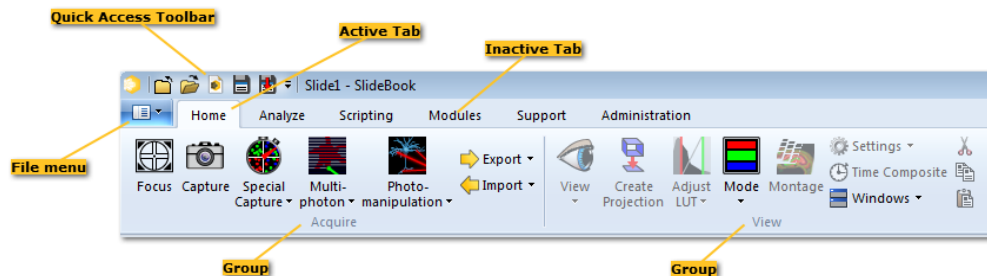 Quick Access Toolbar
Active Tab
Inactive Tab
Slide1 - SlideBook
Home Analyze Scripting Modules Support Administration
File menu
Focus Capture Special Capture Multi-photon Photo-manipulation Export Import
View Create Projection Adjust LUT Mode Montage Settings Time Composite Windows
Acquire View
Group Group